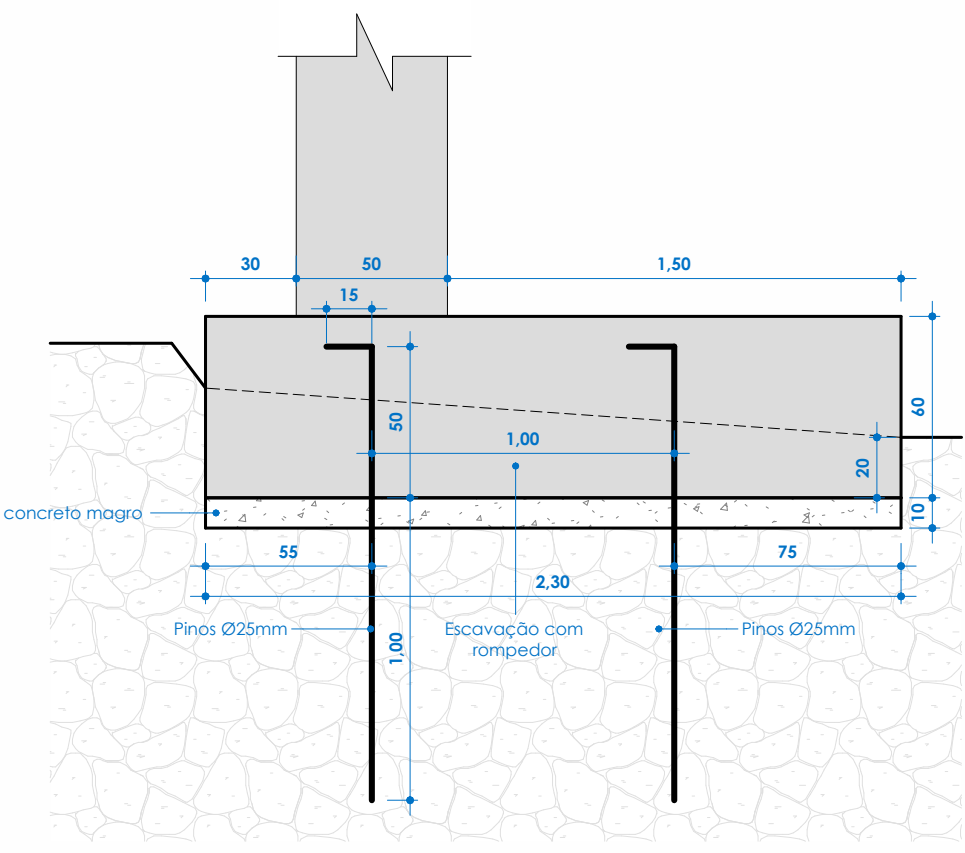 30
50
1,50
15
50
1,00
60
20
10
concreto magro
55
75
2,30
Pinos Ø25mm
1,00
Escavação com
rompedor
Pinos Ø25mm